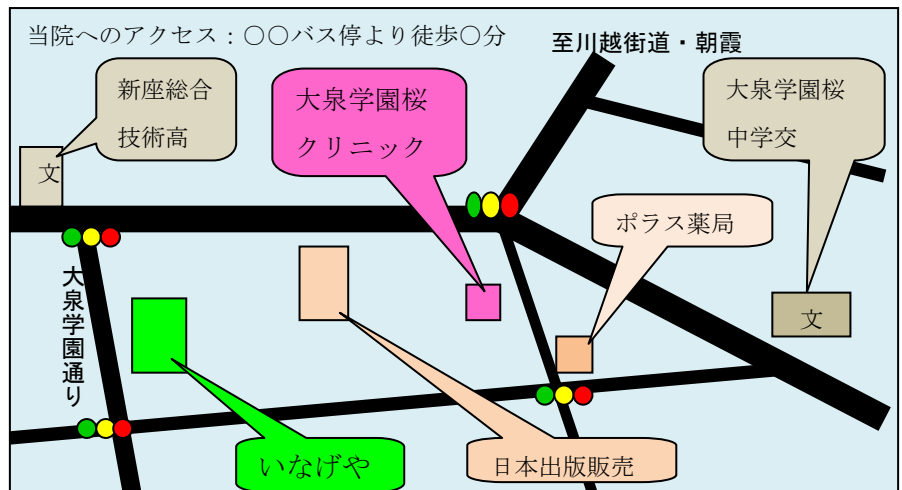 当院へのアクセス：〇〇バス停より徒歩〇分
至川越街道・朝霞
新座総合
技術高
大泉学園桜
クリニック
大泉学園桜
中学交
文
ポラス薬局
大泉学園通り
文
いなげや
日本出版販売